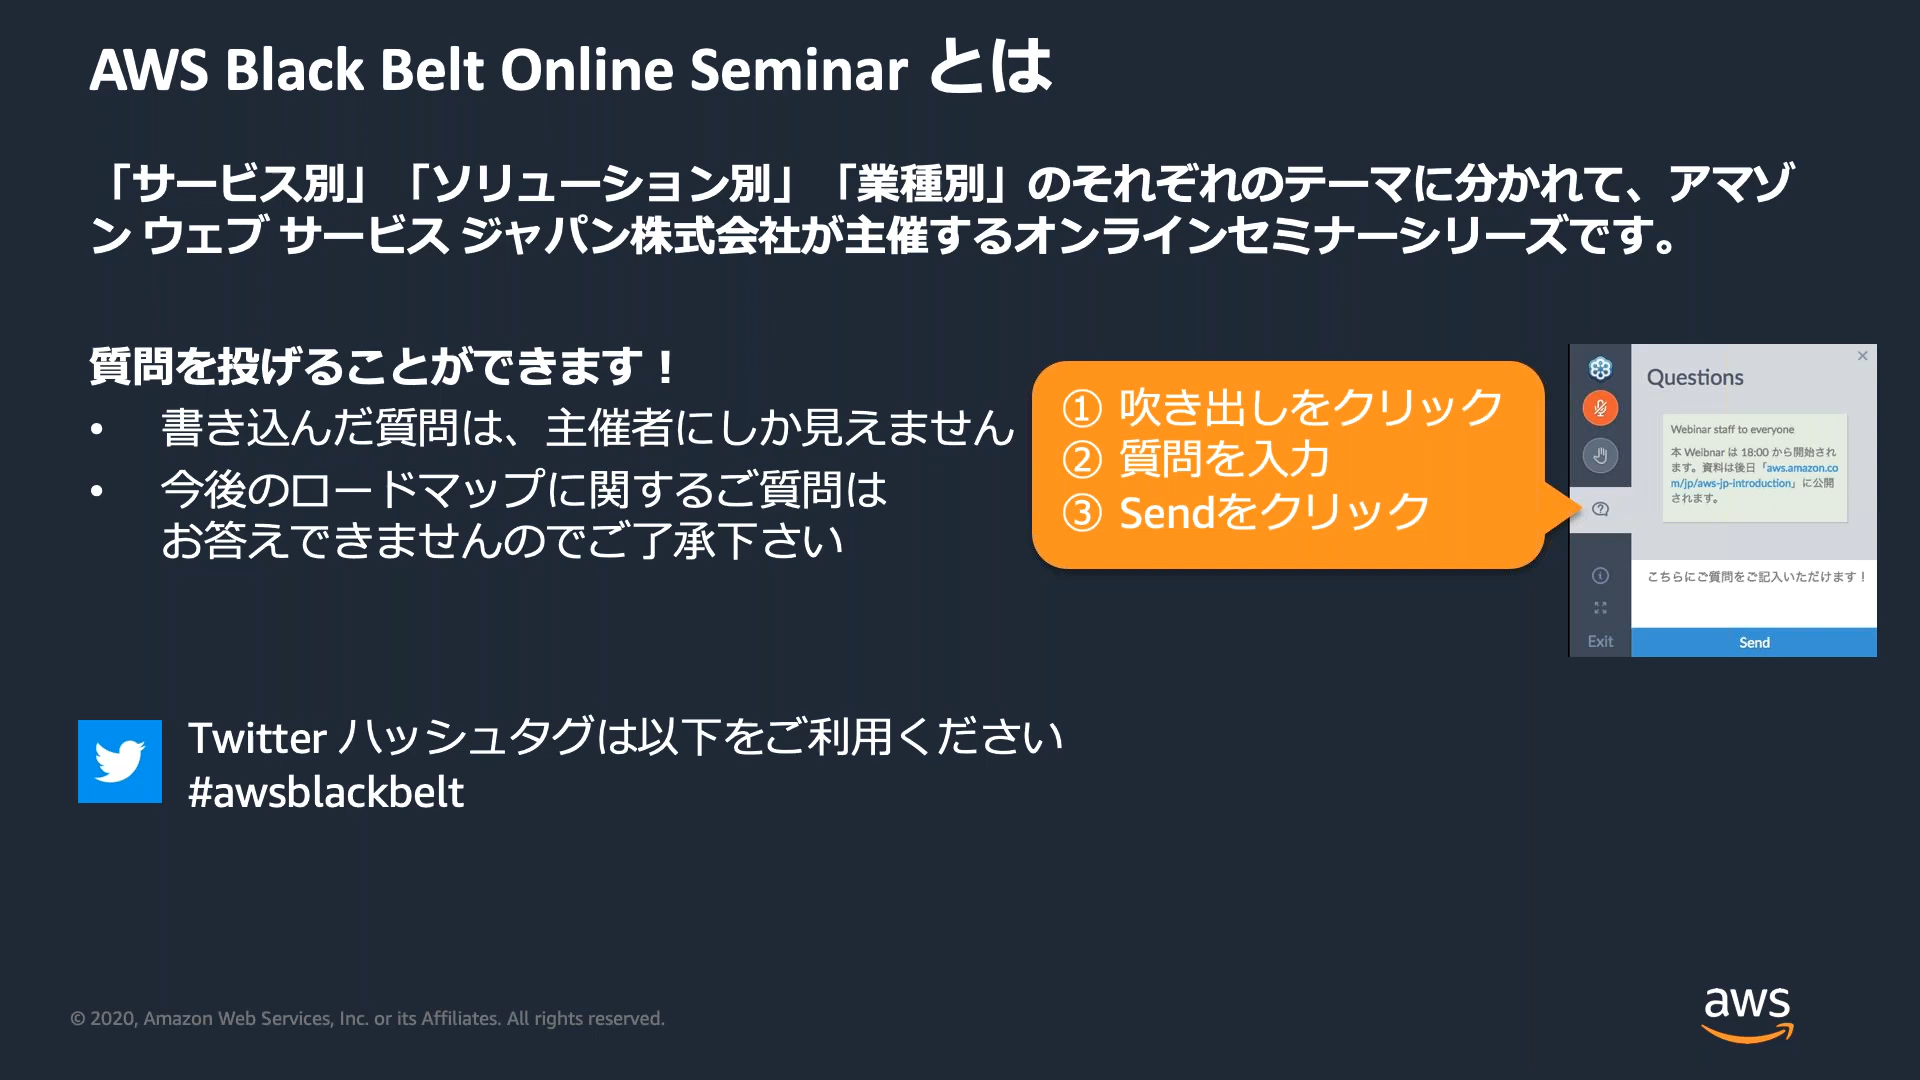 AWS Black Belt Online Seminar とは
「サービス別」「ソリューション別」「業種別」のそれぞれのテーマに分かれて、アマゾ
ン ウェブ サービス ジャパン株式会社が主催するオンラインセミナーシリーズです。
質問を投げることができます！
• 書き込んだ質問は、主催者にしか見えません
• 今後のロードマップに関するご質問は
お答えできませんのでご了承下さい
① 吹き出しをクリック
② 質問を入力
③ Sendをクリック
Questions
Webinar staff to everyone
本 Weibnar は 18:00 から開始され
ます。資料は後日「aws.amazon.co
m/jp/aws-jp-introduction」に公開
されます。
こちらにご質問をご記入いただけます！
Exit
Send
Twitter ハッシュタグは以下をご利用ください
#awsblackbelt
© 2020, Amazon Web Services, Inc. or its Affiliates. All rights reserved.
aws